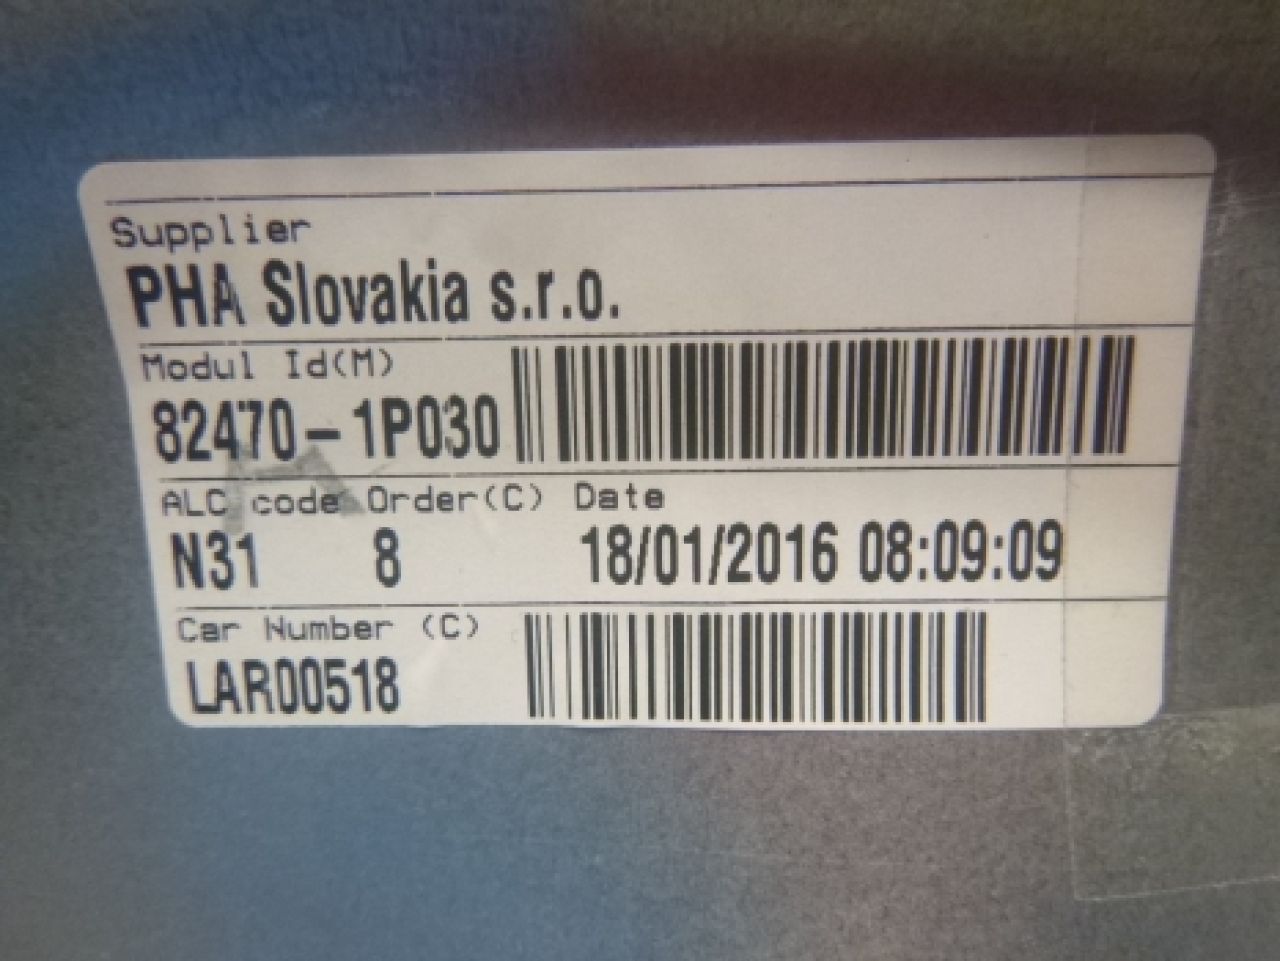 Supplier
PHA Slovakia s.r.o.
Modul Id(M)
82470-1P030
ALC code Order(C) Date
N31 8 18/01/2016 08:09:09
Car Number (C)
LAR00518